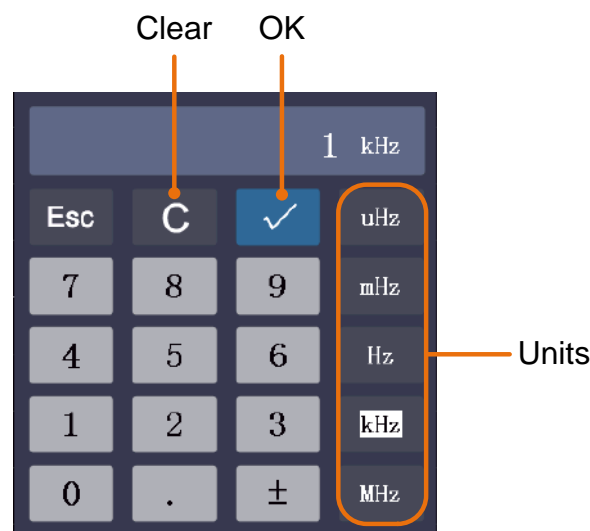 Clear OK
1 kHz
Esc C ✓ uHz
7 8 9 mHz
4 5 6 Hz
Units
1 2 3 kHz
0 . ± MHz